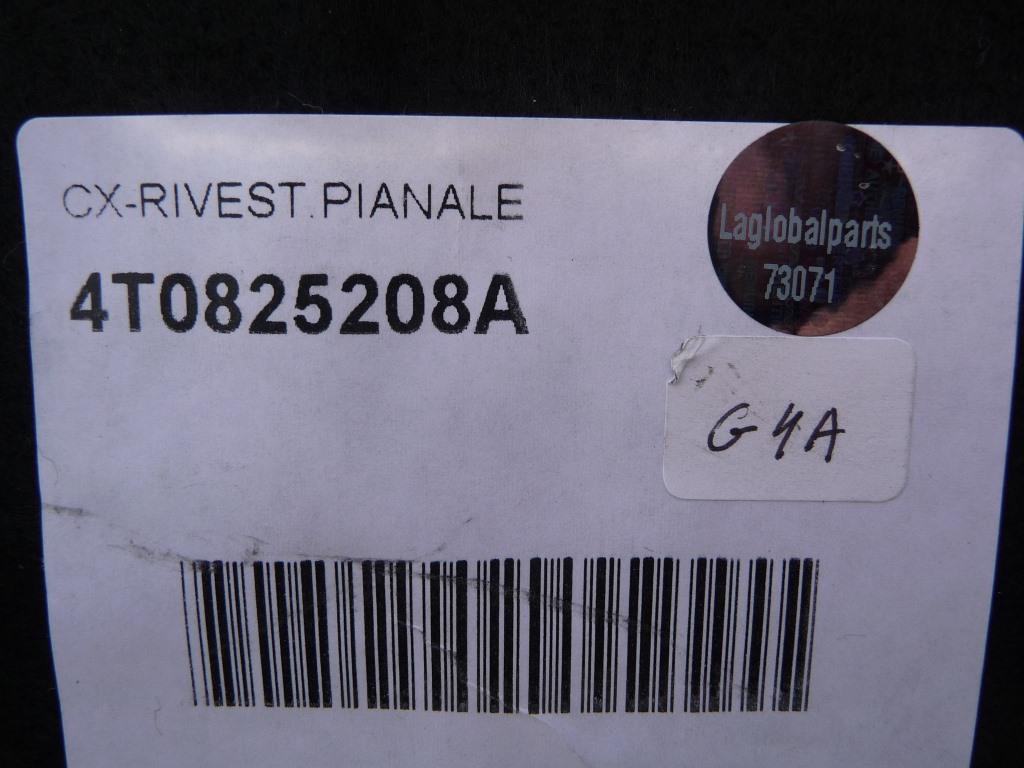 CX-RIVEST.PIANALE
4T0825208A
Laglobalparts
73071
G4A